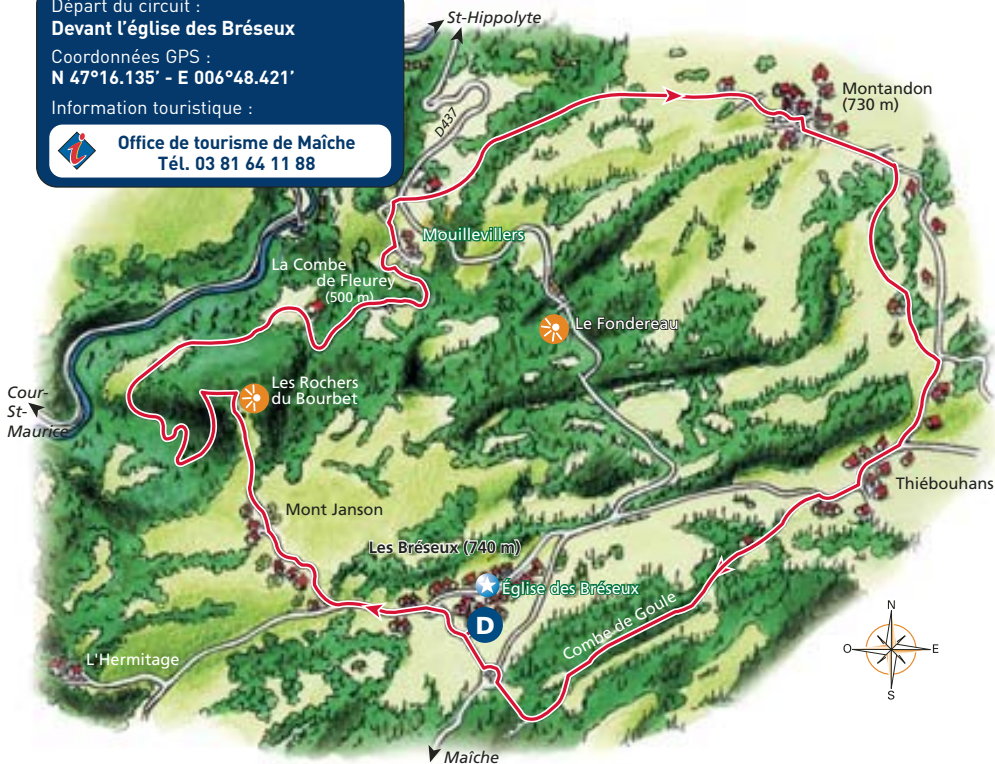 Départ du circuit :
Devant l'église des Bréseux
Coordonnées GPS :
N 47°16.135' - E 006°48.421'
Information touristique :
i
Office de tourisme de Maîche
Tél. 03 81 64 11 88
St-Hippolyte
D437
Montandon
(730 m)
Mouillevillers
La Combe
de Fleurey
(500 m)
Le Fondereau
Cour-
St-
Maurice
Les Rochers
du Bourbet
Thiébouhans
Mont Janson
Les Bréseux (740 m)
Église des Bréseux
D
Combe de Goule
L'Hermitage
Maîche
N
O
E
S